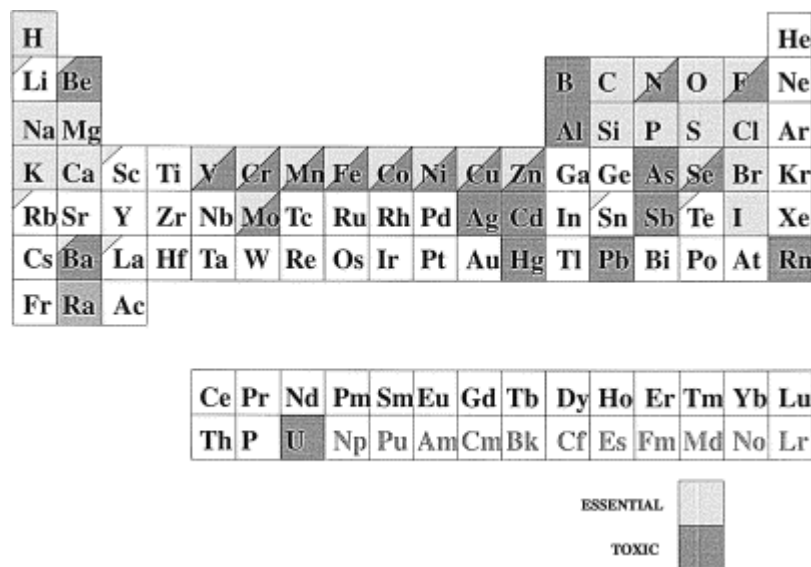 H He
Li Be B C N O F Ne
Na Mg Al Si P S Cl Ar
K Ca Sc Ti V Cr Mn Fe Co Ni Cu Zn Ga Ge As Se Br Kr
Rb Sr Y Zr Nb Mo Tc Ru Rh Pd Ag Cd In Sn Sb Te I Xe
Cs Ba La Hf Ta W Re Os Ir Pt Au Hg Tl Pb Bi Po At Rn
Fr Ra Ac
Ce Pr Nd Pm Sm Eu Gd Tb Dy Ho Er Tm Yb Lu
Th P U Np Pu Am Cm Bk Cf Es Fm Md No Lr
ESSENTIAL
TOXIC